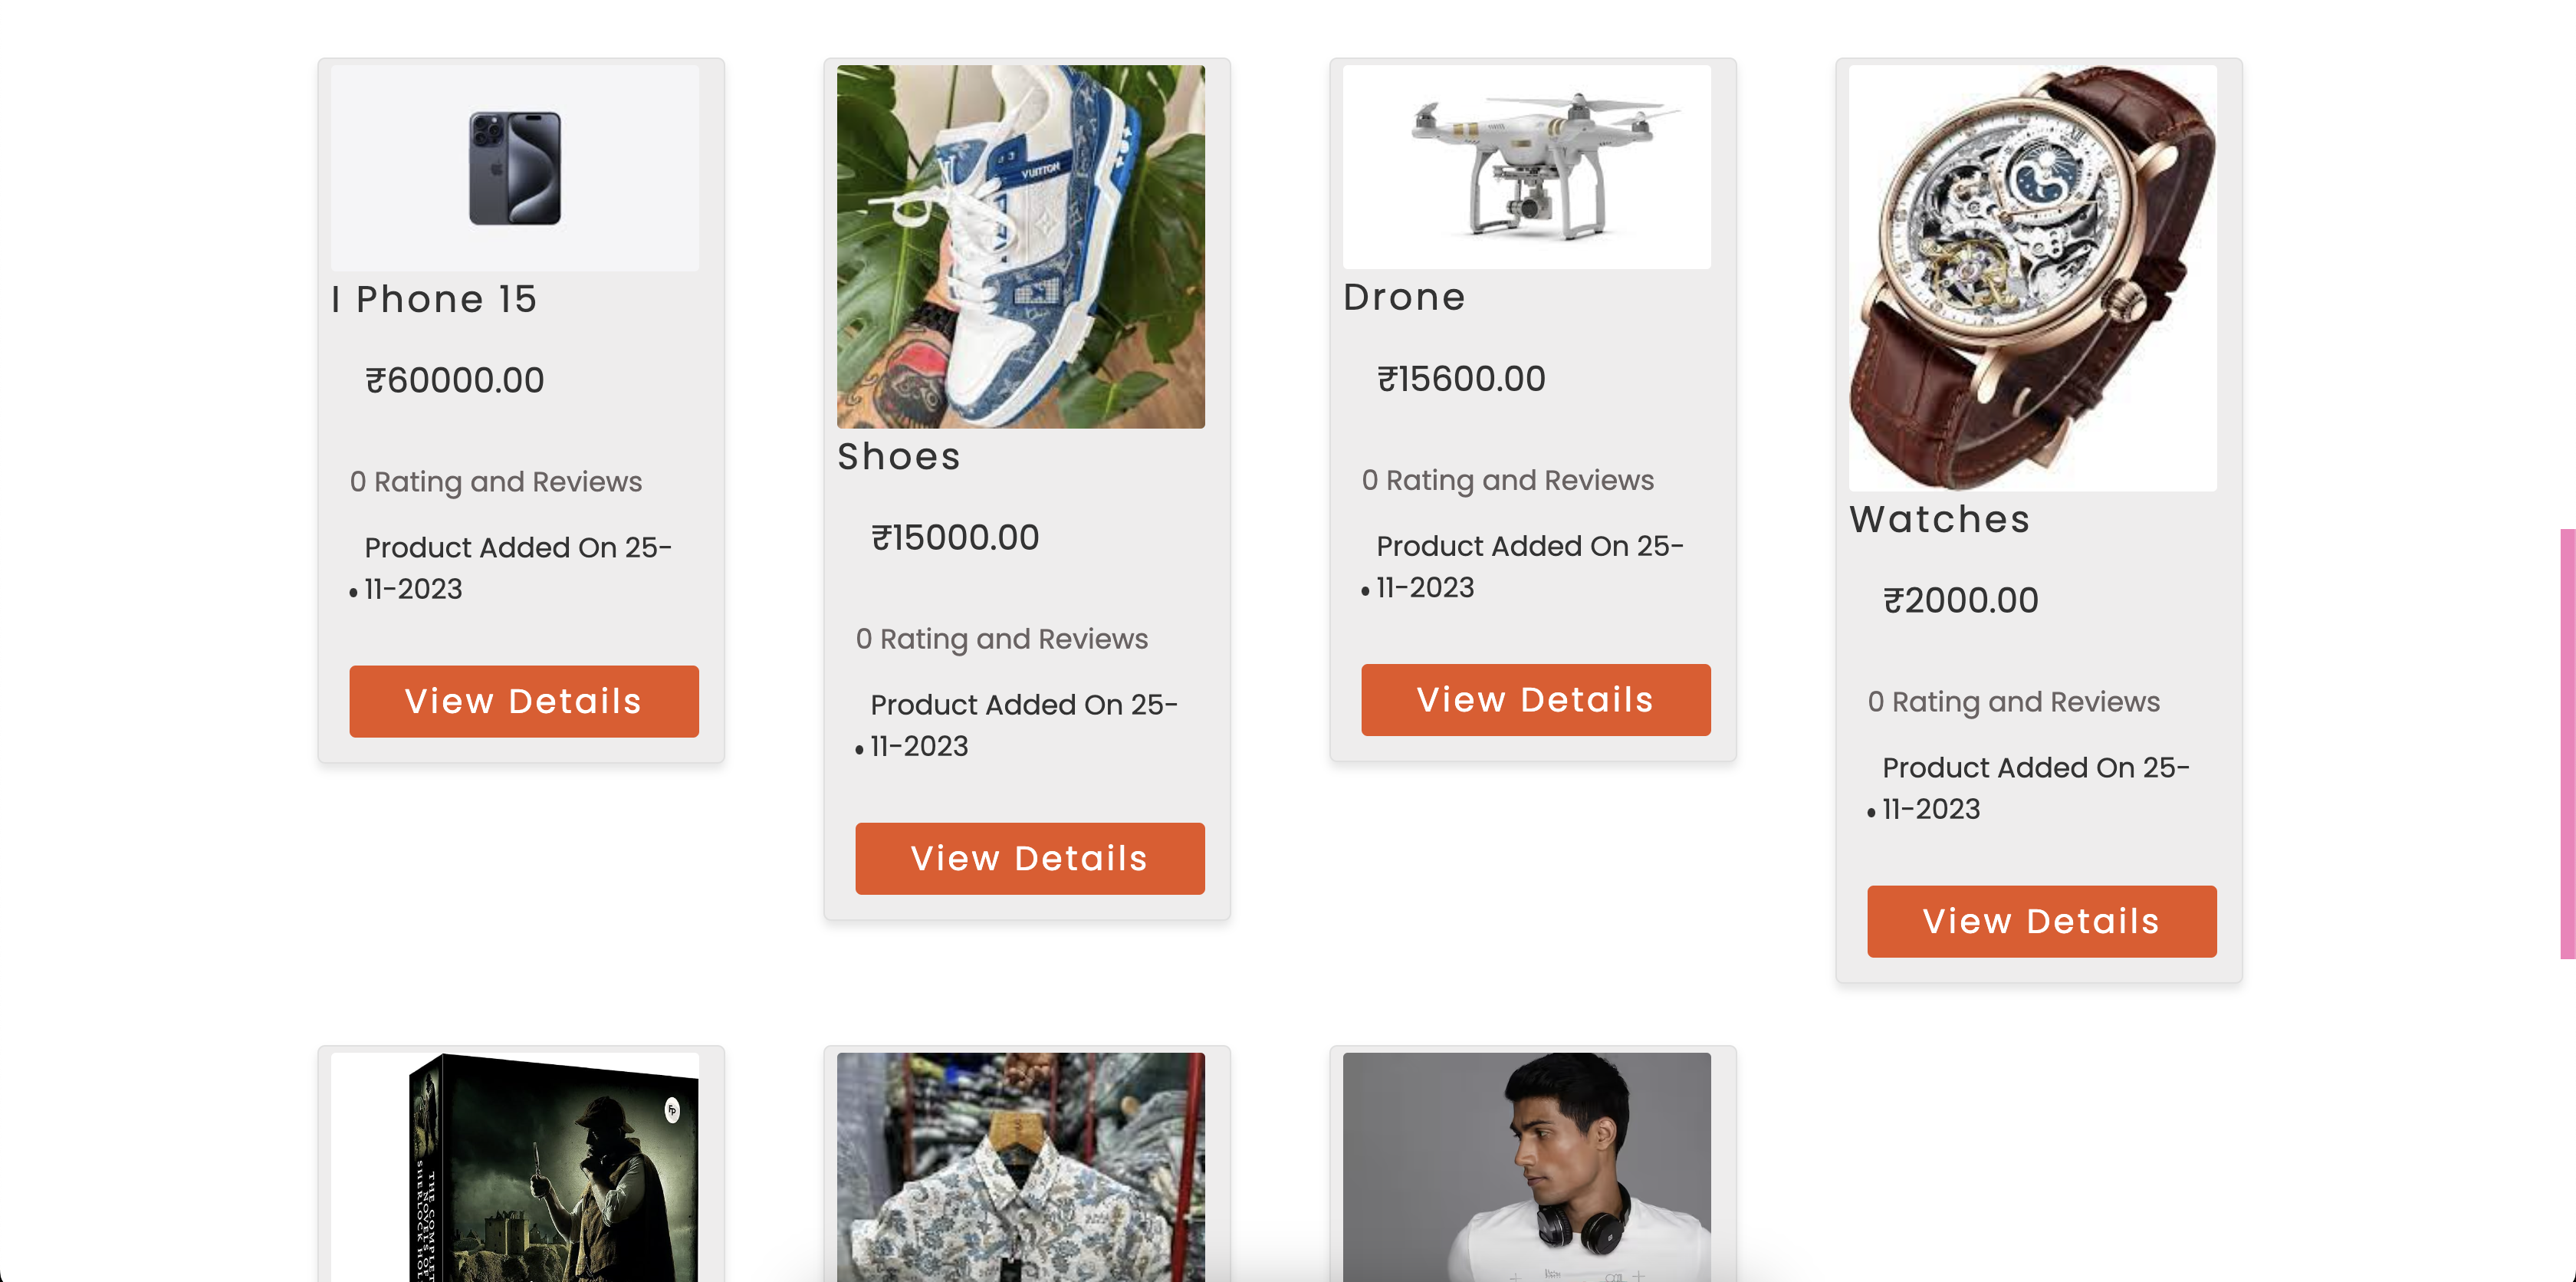 VUITTON
I Phone 15
₹60000.00
0 Rating and Reviews
Product Added On 25-
• 11-2023
View Details
Shoes
₹15000.00
0 Rating and Reviews
Product Added On 25-
• 11-2023
View Details
Drone
₹15600.00
0 Rating and Reviews
Product Added On 25-
• 11-2023
View Details
Watches
₹2000.00
0 Rating and Reviews
Product Added On 25-
• 11-2023
View Details
FP
THE COMPLET
NOVELS OF
SHERLOCK HOL